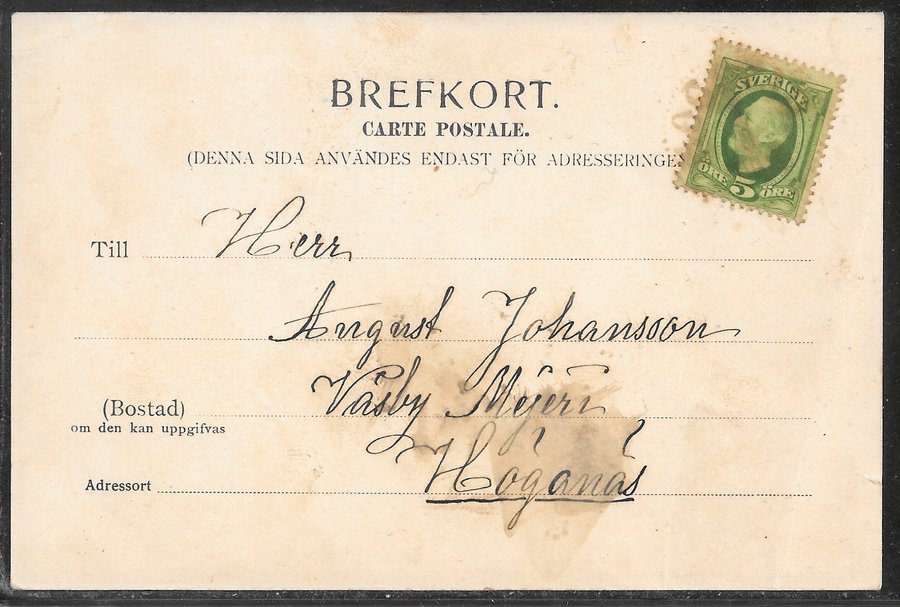 BREFKORT.
CARTE POSTALE.
(DENNA SIDA ANVÄNDES ENDAST FÖR ADRESSERINGEN
SVERIGE
ÖRE 5 ÖRE
Till Herr
August Johansson
Väsby Mejeri
(Bostad)
om den kan uppgifvas
Adressort Höganäs